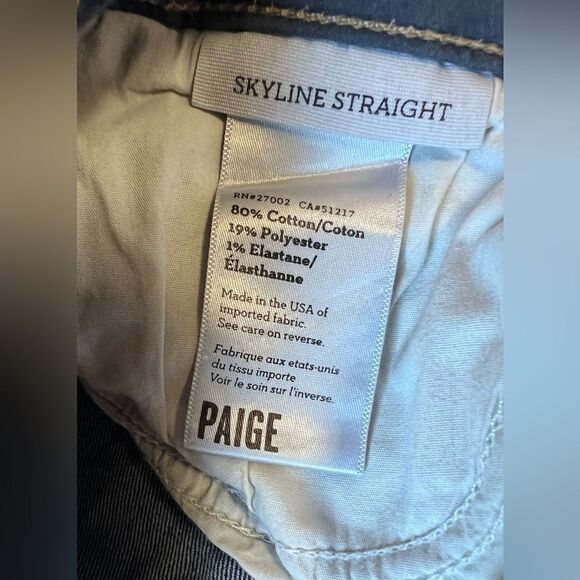 SKYLINE STRAIGHT
RN#27002 CA#51217
80% Cotton/Coton
19% Polyester
1% Elastane/
Élasthanne
Made in the USA of
imported fabric.
See care on reverse.
Fabrique aux etats-unis
du tissu importe
Voir le soin sur l'inverse.
PAIGE